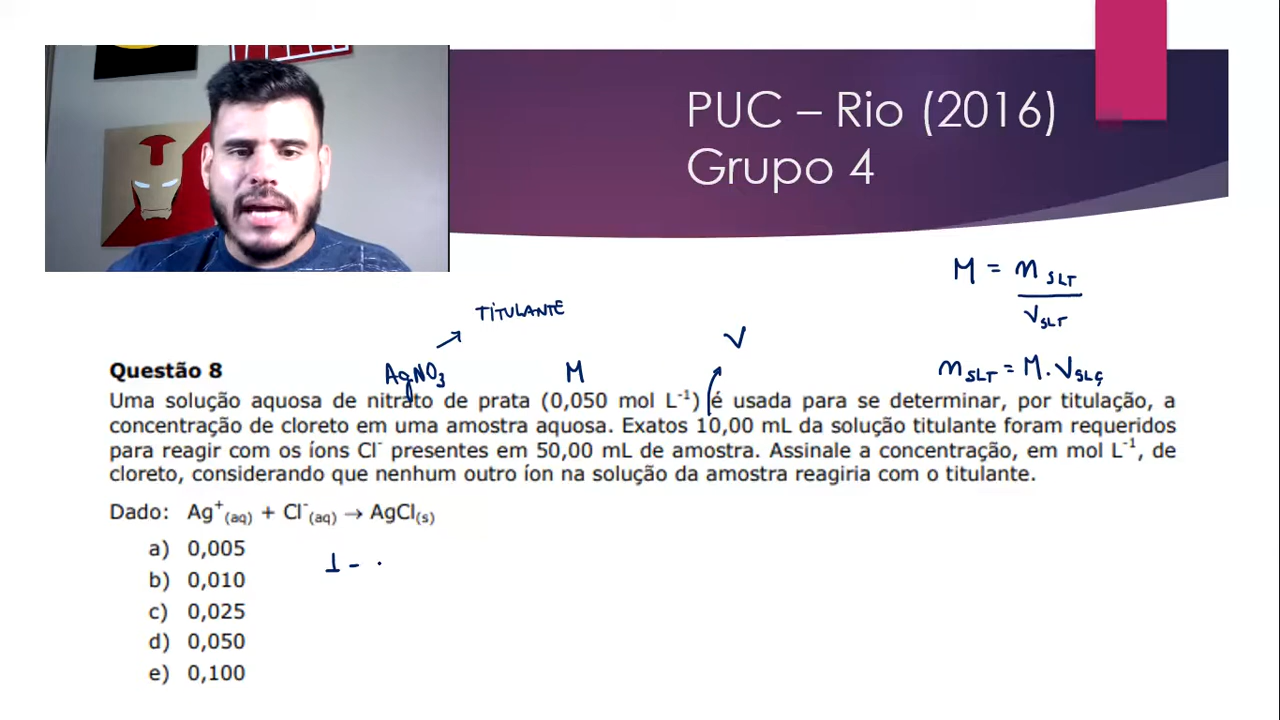 PUC – Rio (2016)
Grupo 4
M = n SLT
V SLT
TITULANTE
V
n SLT = M . V SLÇ
AgNO₃
M
Questão 8
Uma solução aquosa de nitrato de prata (0,050 mol L⁻¹) é usada para se determinar, por titulação, a
concentração de cloreto em uma amostra aquosa. Exatos 10,00 mL da solução titulante foram requeridos
para reagir com os íons Cl⁻ presentes em 50,00 mL de amostra. Assinale a concentração, em mol L⁻¹, de
cloreto, considerando que nenhum outro íon na solução da amostra reagiria com o titulante.
Dado: Ag⁺(aq) + Cl⁻(aq) → AgCl(s)
a) 0,005
1 - .
b) 0,010
c) 0,025
d) 0,050
e) 0,100